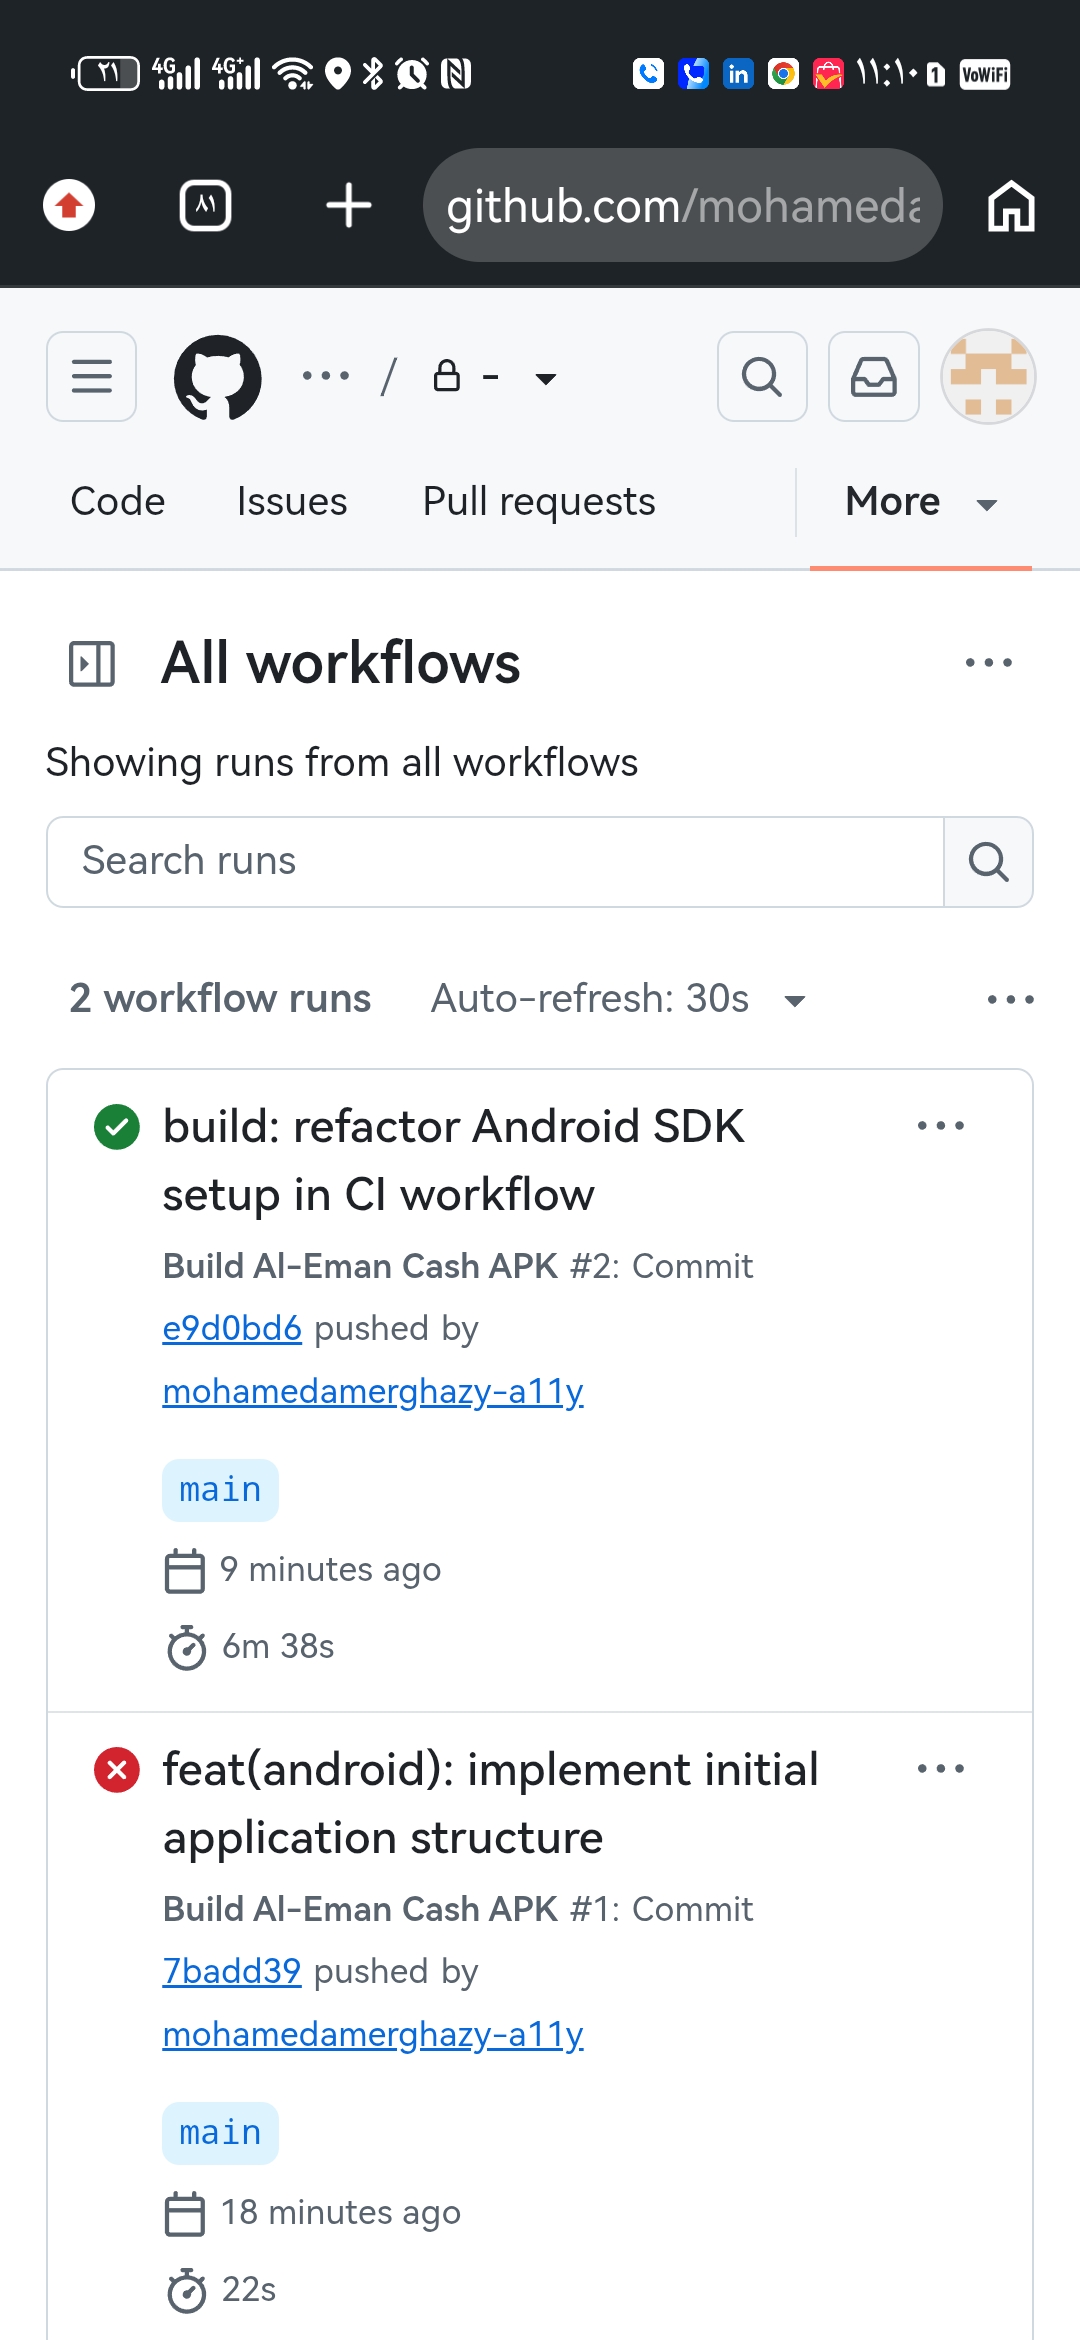 ٢١ 4G 4G+ ١١:١٠ 1 VoWiFi
٨١ github.com/mohameda
/ -
Code Issues Pull requests More
All workflows
Showing runs from all workflows
Search runs
2 workflow runs Auto-refresh: 30s
build: refactor Android SDK
setup in CI workflow
Build Al-Eman Cash APK #2: Commit
e9d0bd6 pushed by
mohamedamerghazy-a11y
main
9 minutes ago
6m 38s
feat(android): implement initial
application structure
Build Al-Eman Cash APK #1: Commit
7badd39 pushed by
mohamedamerghazy-a11y
main
18 minutes ago
22s